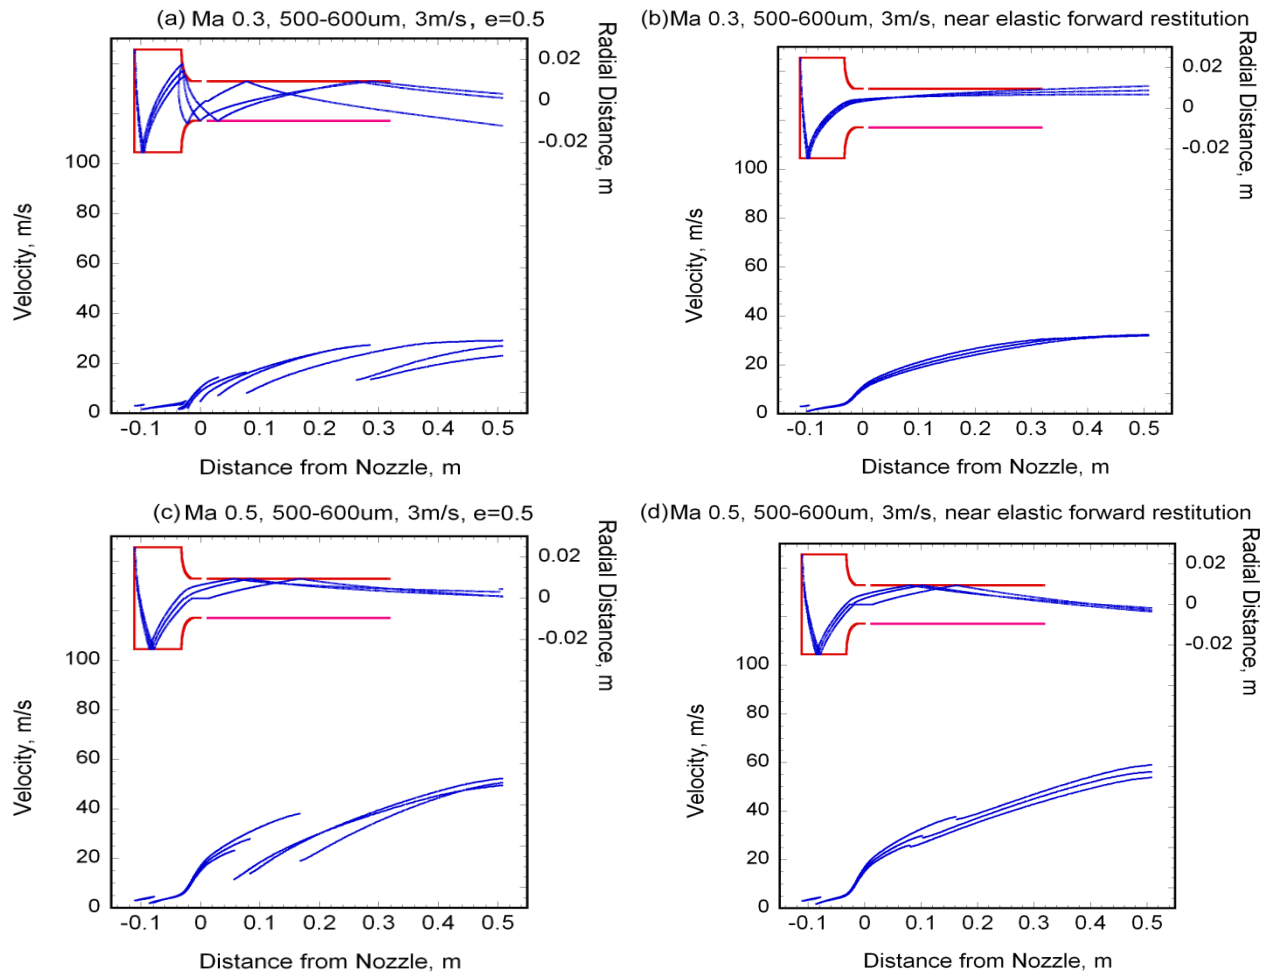 (a) Ma 0.3, 500-600um, 3m/s, e=0.5
0.02
0
-0.02
Radial Distance, m
100
80
60
40
20
0
Velocity, m/s
-0.1 0 0.1 0.2 0.3 0.4 0.5
Distance from Nozzle, m
(b) Ma 0.3, 500-600um, 3m/s, near elastic forward restitution
0.02
0
-0.02
Radial Distance, m
100
80
60
40
20
0
Velocity, m/s
-0.1 0 0.1 0.2 0.3 0.4 0.5
Distance from Nozzle, m
(c) Ma 0.5, 500-600um, 3m/s, e=0.5
0.02
0
-0.02
Radial Distance, m
100
80
60
40
20
0
Velocity, m/s
-0.1 0 0.1 0.2 0.3 0.4 0.5
Distance from Nozzle, m
(d) Ma 0.5, 500-600um, 3m/s, near elastic forward restitution
0.02
0
-0.02
Radial Distance, m
100
80
60
40
20
0
Velocity, m/s
-0.1 0 0.1 0.2 0.3 0.4 0.5
Distance from Nozzle, m